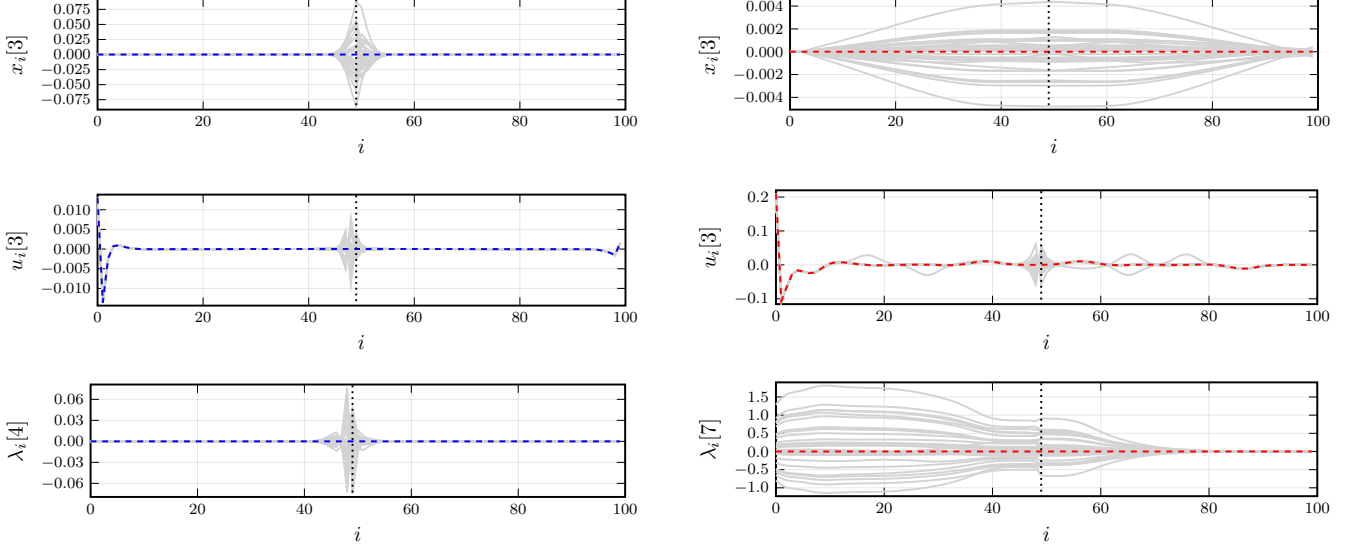 0.075
0.050
0.025
0.000
−0.025
−0.050
−0.075
x_i[3]
0 20 40 60 80 100
i
0.004
0.002
0.000
−0.002
−0.004
x_i[3]
0 20 40 60 80 100
i
0.010
0.005
0.000
−0.005
−0.010
u_i[3]
0 20 40 60 80 100
i
0.2
0.1
0.0
−0.1
u_i[3]
0 20 40 60 80 100
i
0.06
0.03
0.00
−0.03
−0.06
λ_i[4]
0 20 40 60 80 100
i
1.5
1.0
0.5
0.0
−0.5
−1.0
λ_i[7]
0 20 40 60 80 100
i